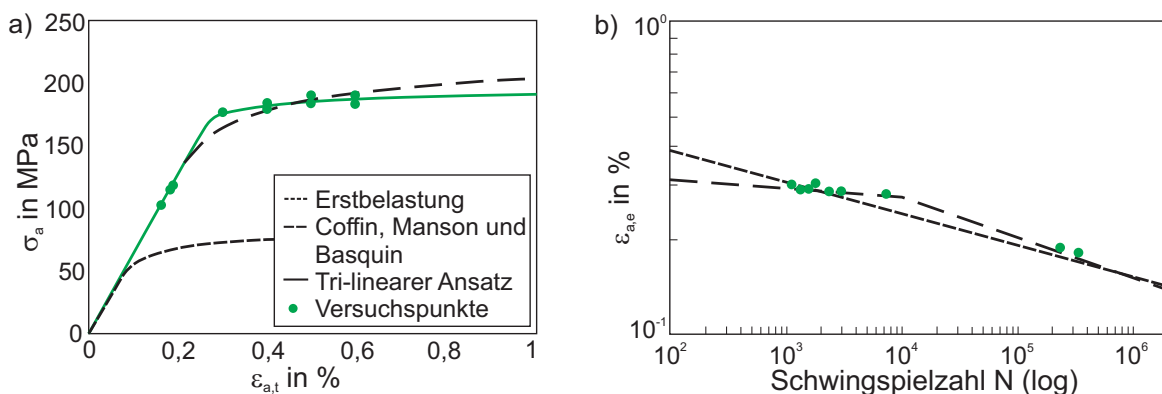 a)
250
200
150
100
50
0
σa in MPa
0
0,2
0,4
0,6
0,8
1
εa,t in %
Erstbelastung
Coffin, Manson und
Basquin
Tri-linearer Ansatz
Versuchspunkte
b)
10⁰
10⁻¹
εa,e in %
10²
10³
10⁴
10⁵
10⁶
Schwingspielzahl N (log)